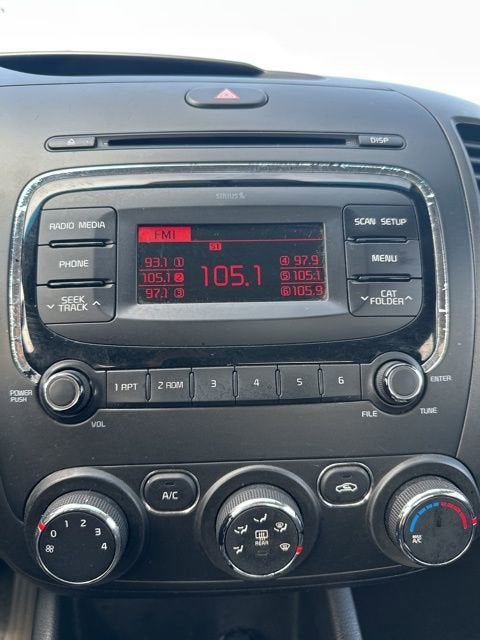 DISP
SIRIUS
RADIO MEDIA
PHONE
SEEK
TRACK
FM1
ST
93.1 1
105.1 2
97.1 3
105.1
4 97.9
5 105.1
6 105.9
SCAN SETUP
MENU
CAT
FOLDER
POWER
PUSH
VOL
1 RPT
2 RDM
3
4
5
6
ENTER
FILE
TUNE
A/C
0 1 2 3 4
REAR
MAX
A/C